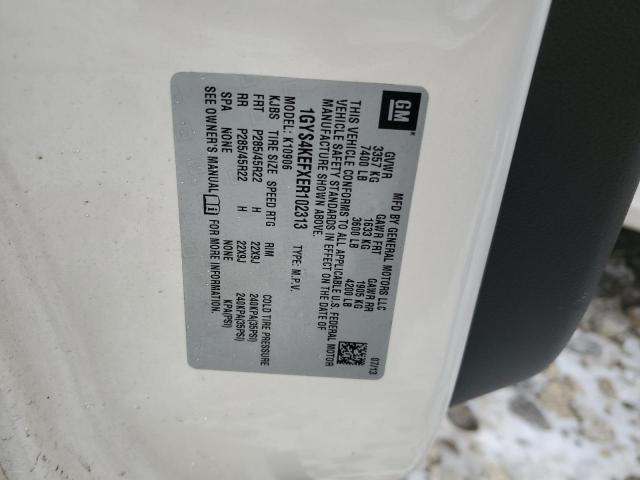 GM
MFD BY GENERAL MOTORS LLC
07/13
GVWR GAWR FRT GAWR RR
3357 KG 1633 KG 1905 KG
7400 LB 3600 LB 4200 LB
THIS VEHICLE CONFORMS TO ALL APPLICABLE U.S. FEDERAL MOTOR
VEHICLE SAFETY STANDARDS IN EFFECT ON THE DATE OF
MANUFACTURE SHOWN ABOVE.
1GYS4KEFXER102313 TYPE: M.P.V.
MODEL: K10906
KJBS TIRE SIZE SPEED RTG RIM COLD TIRE PRESSURE
FRT P285/45R22 H 22X9J 240KPA(35PSI)
RR P285/45R22 H 22X9J 240KPA(35PSI)
SPA NONE NONE KPA(PSI)
SEE OWNER'S MANUAL FOR MORE INFORMATION.